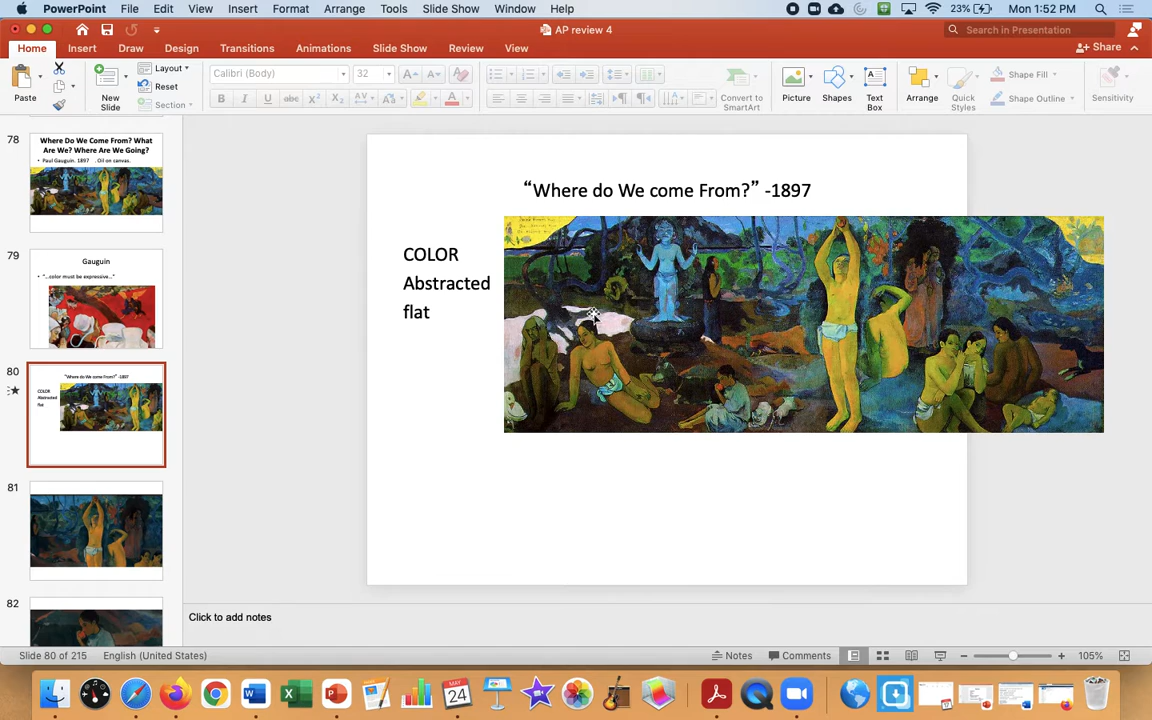 PowerPoint File Edit View Insert Format Arrange Tools Slide Show Window Help 23% Mon 1:52 PM
AP review 4
Search in Presentation
Home Insert Draw Design Transitions Animations Slide Show Review View
Share
Paste
New
Slide
Layout
Reset
Section
Calibri (Body) 32
Convert to
SmartArt
Picture
Shapes
Text
Box
Arrange
Quick
Styles
Shape Fill
Shape Outline
Sensitivity
78
Where Do We Come From? What
Are We? Where Are We Going?
• Paul Gauguin. 1897 . Oil on canvas.
79
Gauguin
• "...color must be expressive..."
80
"Where do We come From?" -1897
COLOR
Abstracted
flat
81
82
“Where do We come From?” -1897
COLOR
Abstracted
flat
Click to add notes
Slide 80 of 215 English (United States)
Notes Comments 105%
MAY
24
17